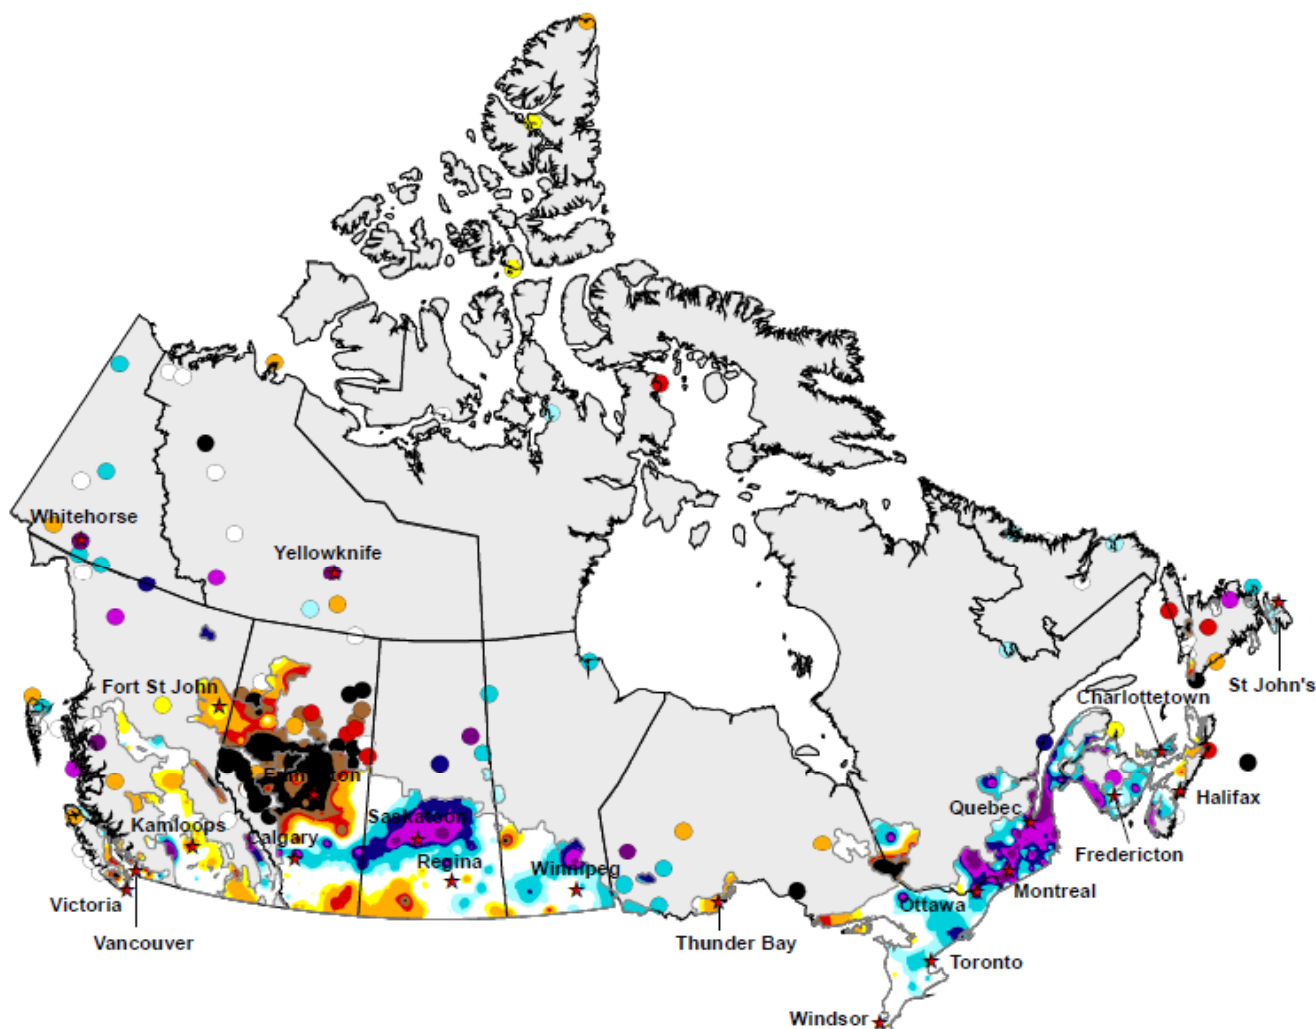 Whitehorse
Yellowknife
Fort St John
St John's
Charlottetown
Edmonton
Saskatoon
Quebec
Halifax
Kamloops
Calgary
Regina
Winnipeg
Fredericton
Montreal
Ottawa
Victoria
Vancouver
Thunder Bay
Toronto
Windsor